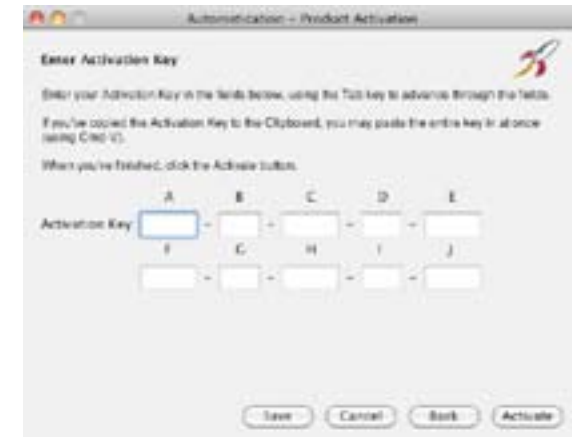 Automatication – Product Activation
Enter Activation Key
Enter your Activation Key in the fields below, using the Tab key to advance through the fields.
If you've copied the Activation Key to the Clipboard, you may paste the entire key in at once
(using Cmd-V).
When you're finished, click the Activate button.
A B C D E
Activation Key - - - -
F G H I J
- - - -
Save Cancel Back Activate